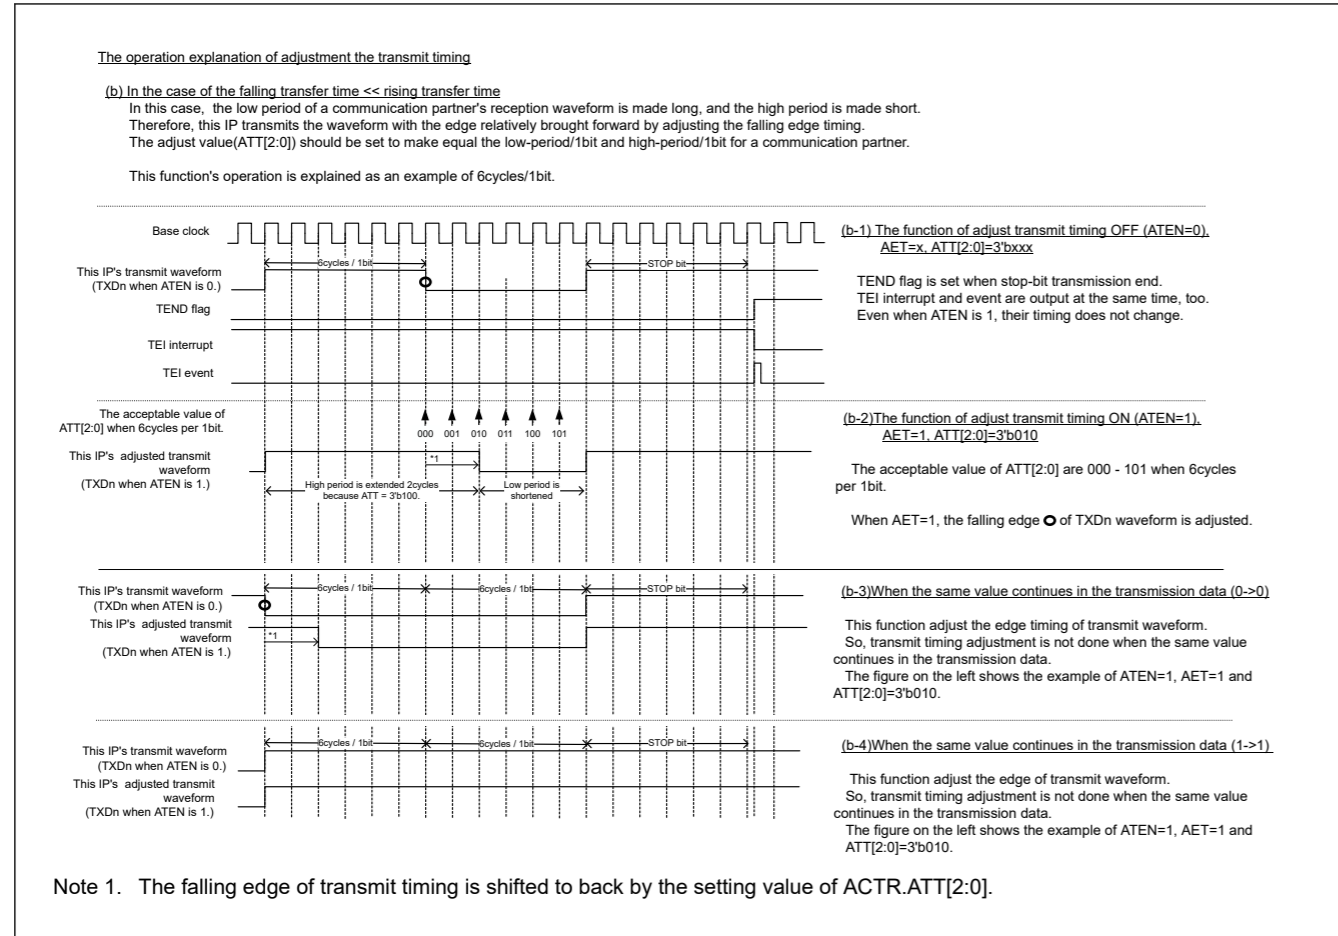 The operation explanation of adjustment the transmit timing
(b) In the case of the falling transfer time << rising transfer time
In this case, the low period of a communication partner's reception waveform is made long, and the high period is made short.
Therefore, this IP transmits the waveform with the edge relatively brought forward by adjusting the falling edge timing.
The adjust value(ATT[2:0]) should be set to make equal the low-period/1bit and high-period/1bit for a communication partner.
This function's operation is explained as an example of 6cycles/1bit.
Base clock
6cycles / 1bit
STOP bit
This IP's transmit waveform
(TXDn when ATEN is 0.)
TEND flag
TEI interrupt
TEI event
(b-1) The function of adjust transmit timing OFF (ATEN=0),
AET=x, ATT[2:0]=3'bxxx
TEND flag is set when stop-bit transmission end.
TEI interrupt and event are output at the same time, too.
Even when ATEN is 1, their timing does not change.
The acceptable value of
ATT[2:0] when 6cycles per 1bit.
000 001 010 011 100 101
This IP's adjusted transmit
waveform
(TXDn when ATEN is 1.)
*1
High period is extended 2cycles
because ATT = 3'b100.
Low period is
shortened
(b-2)The function of adjust transmit timing ON (ATEN=1),
AET=1, ATT[2:0]=3'b010
The acceptable value of ATT[2:0] are 000 - 101 when 6cycles
per 1bit.
When AET=1, the falling edge O of TXDn waveform is adjusted.
This IP's transmit waveform
(TXDn when ATEN is 0.)
This IP's adjusted transmit
waveform
(TXDn when ATEN is 1.)
6cycles / 1bit
6cycles / 1bti
STOP bit
*1
(b-3)When the same value continues in the transmission data (0->0)
This function adjust the edge timing of transmit waveform.
So, transmit timing adjustment is not done when the same value
continues in the transmission data.
The figure on the left shows the example of ATEN=1, AET=1 and
ATT[2:0]=3'b010.
This IP's transmit waveform
(TXDn when ATEN is 0.)
This IP's adjusted transmit
waveform
(TXDn when ATEN is 1.)
6cycles / 1bit
6cycles / 1bit
STOP bit
(b-4)When the same value continues in the transmission data (1->1)
This function adjust the edge of transmit waveform.
So, transmit timing adjustment is not done when the same value
continues in the transmission data.
The figure on the left shows the example of ATEN=1, AET=1 and
ATT[2:0]=3'b010.
Note 1. The falling edge of transmit timing is shifted to back by the setting value of ACTR.ATT[2:0].